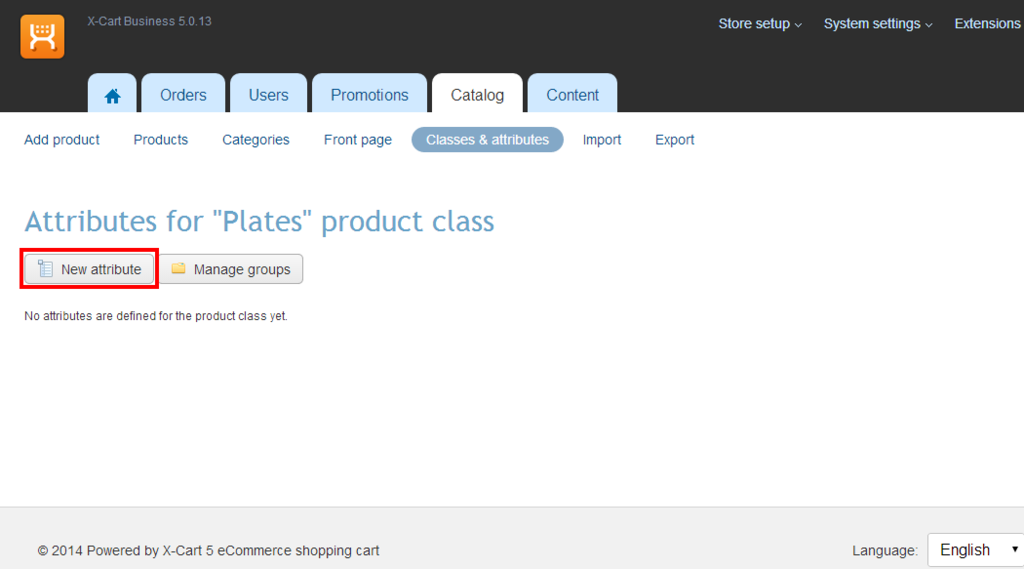 X-Cart Business 5.0.13
Store setup System settings Extensions
Orders Users Promotions Catalog Content
Add product Products Categories Front page Classes & attributes Import Export
Attributes for "Plates" product class
New attribute Manage groups
No attributes are defined for the product class yet.
© 2014 Powered by X-Cart 5 eCommerce shopping cart Language: English